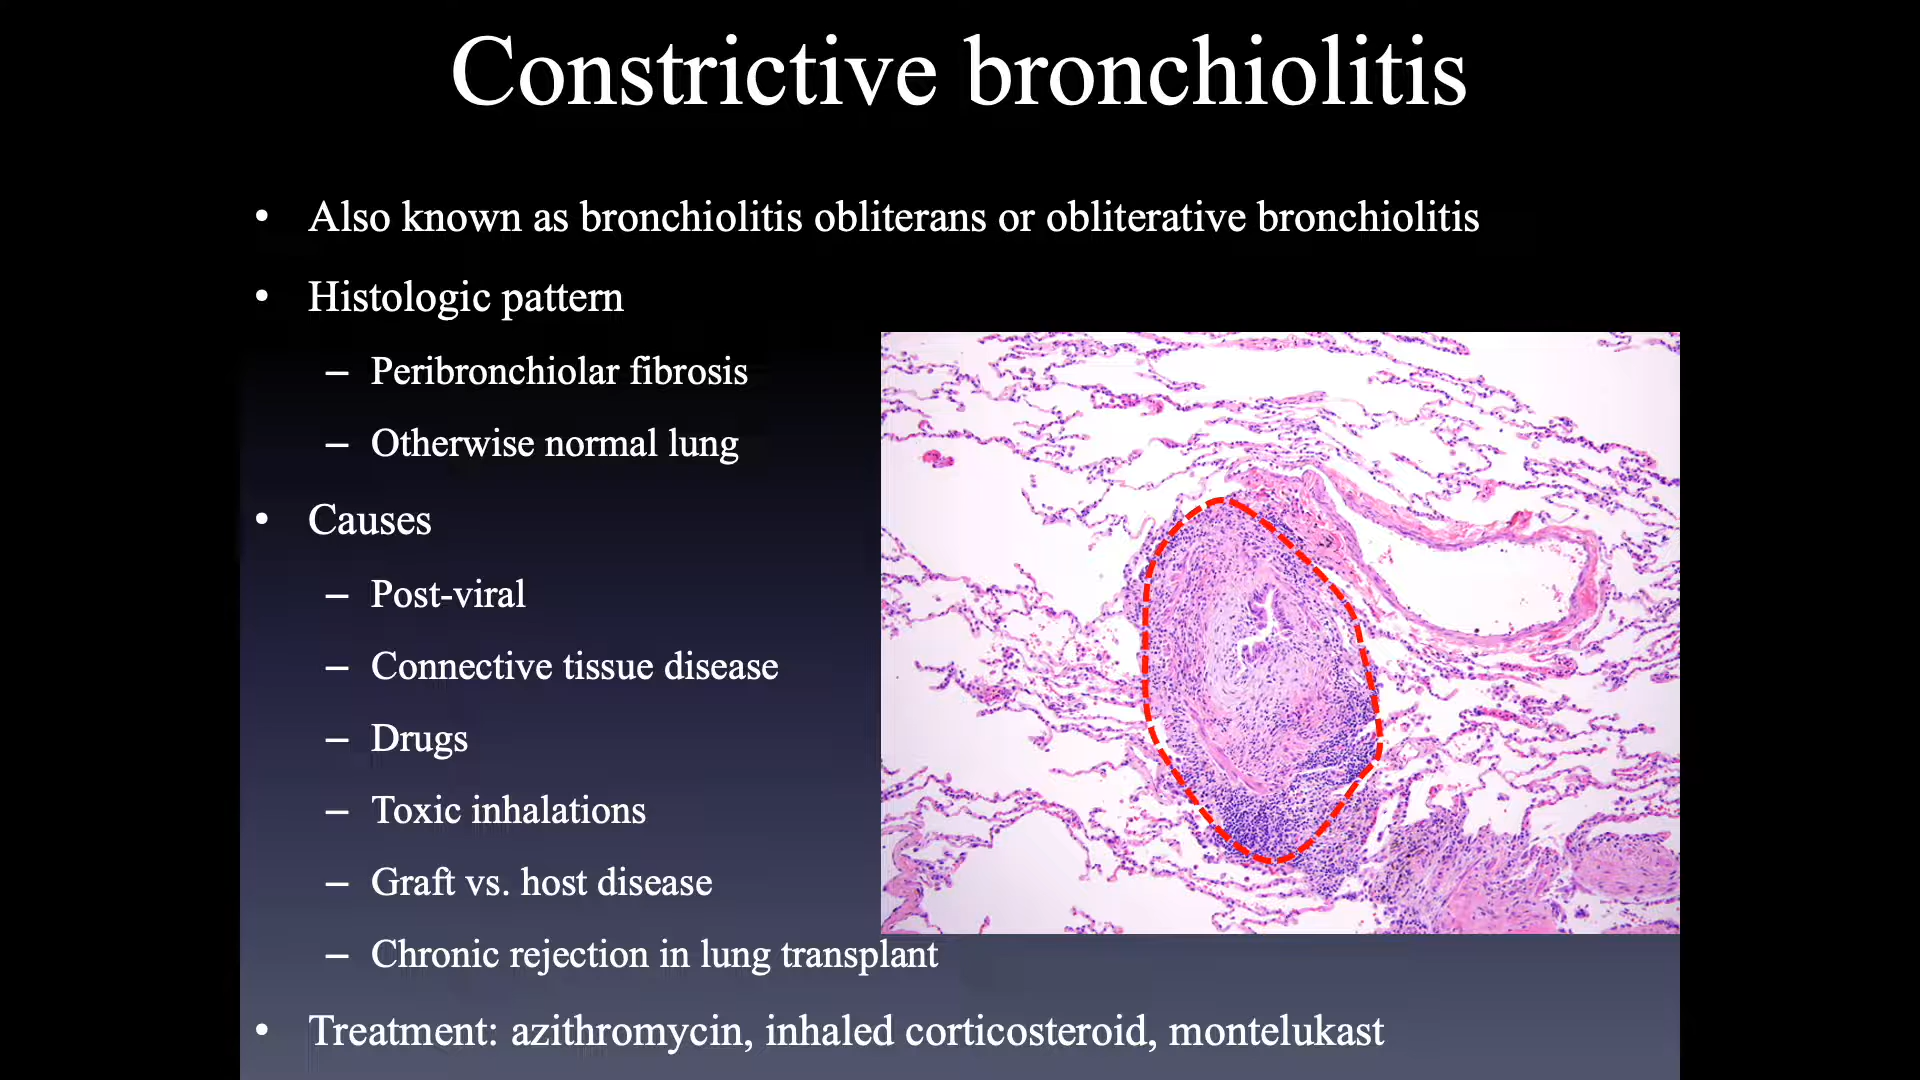 Constrictive bronchiolitis
• Also known as bronchiolitis obliterans or obliterative bronchiolitis
• Histologic pattern
– Peribronchiolar fibrosis
– Otherwise normal lung
• Causes
– Post-viral
– Connective tissue disease
– Drugs
– Toxic inhalations
– Graft vs. host disease
– Chronic rejection in lung transplant
• Treatment: azithromycin, inhaled corticosteroid, montelukast